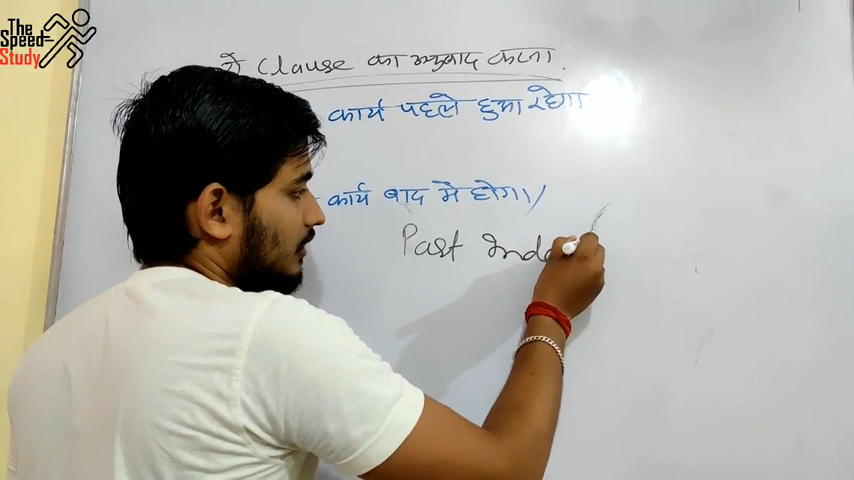 The
Speed
Study
में Clause का अनुवाद करना.
कार्य पहले हुआ रहेगा
कार्य बाद में होगा/
Past Inde